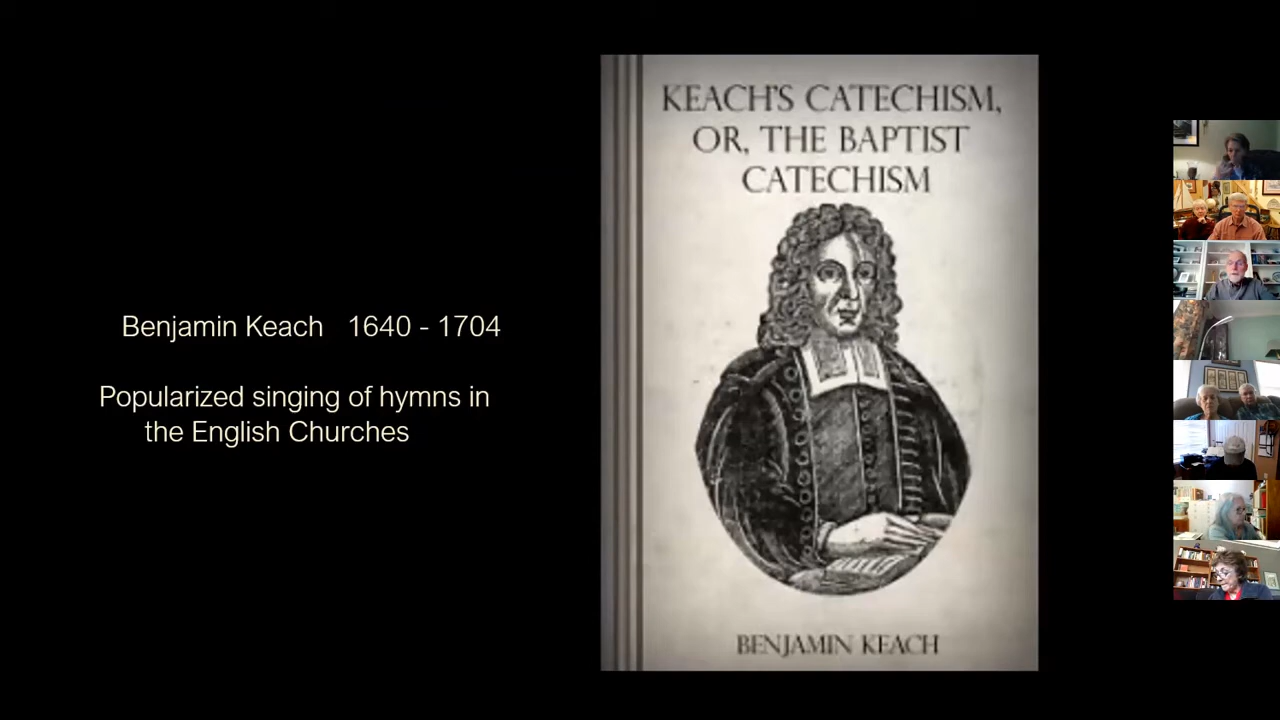 Benjamin Keach 1640 - 1704
Popularized singing of hymns in
the English Churches
KEACH'S CATECHISM,
OR, THE BAPTIST
CATECHISM
BENJAMIN KEACH